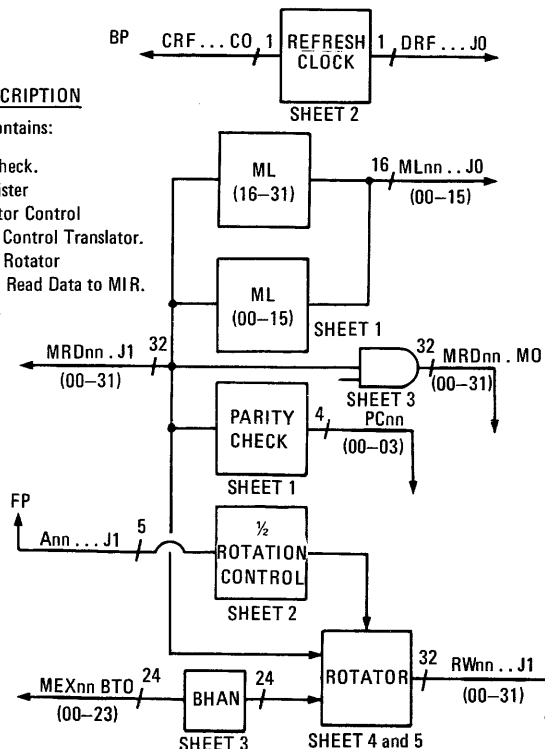 BP
CRF...CO
1
REFRESH
CLOCK
1
DRF...J0
SHEET 2
CRIPTION
ontains:
heck.
ister
tor Control
Control Translator.
Rotator
Read Data to MIR.
ML
(16–31)
16
MLnn..J0
(00–15)
ML
(00–15)
SHEET 1
MRDnn.J1
32
(00–31)
32
MRDnn.MO
(00–31)
SHEET 3
PARITY
CHECK
4
PCnn
(00–03)
SHEET 1
FP
Ann...J1
5
½
ROTATION
CONTROL
SHEET 2
MEXnn BTO
24
(00–23)
BHAN
24
SHEET 3
ROTATOR
32
RWnn..J1
(00–31)
SHEET 4 and 5